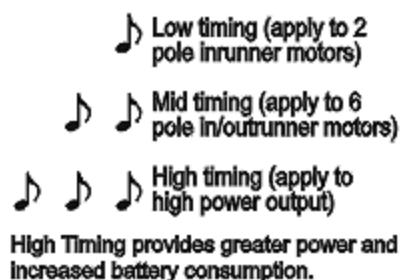 Low timing (apply to 2
pole inrunner motors)
Mid timing (apply to 6
pole in/outrunner motors)
High timing (apply to
high power output)
High Timing provides greater power and
increased battery consumption.